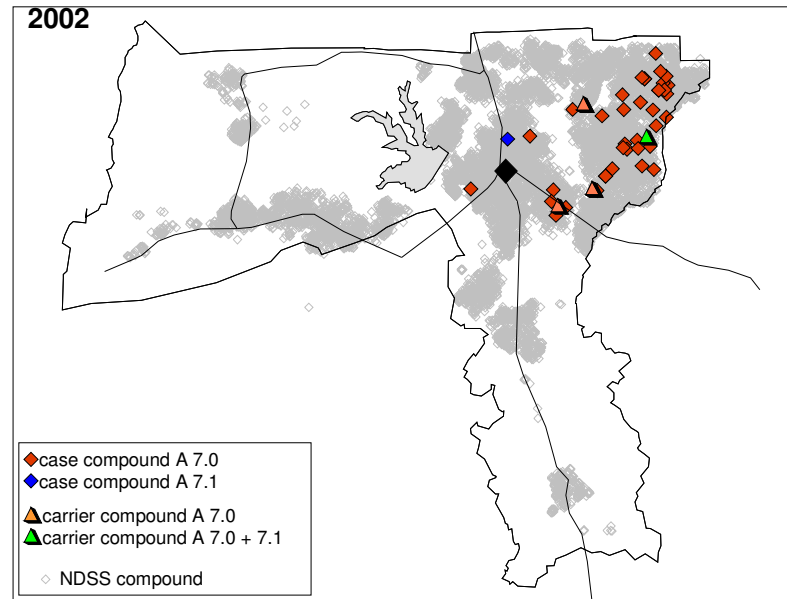 2002
case compound A 7.0
case compound A 7.1
carrier compound A 7.0
carrier compound A 7.0 + 7.1
NDSS compound